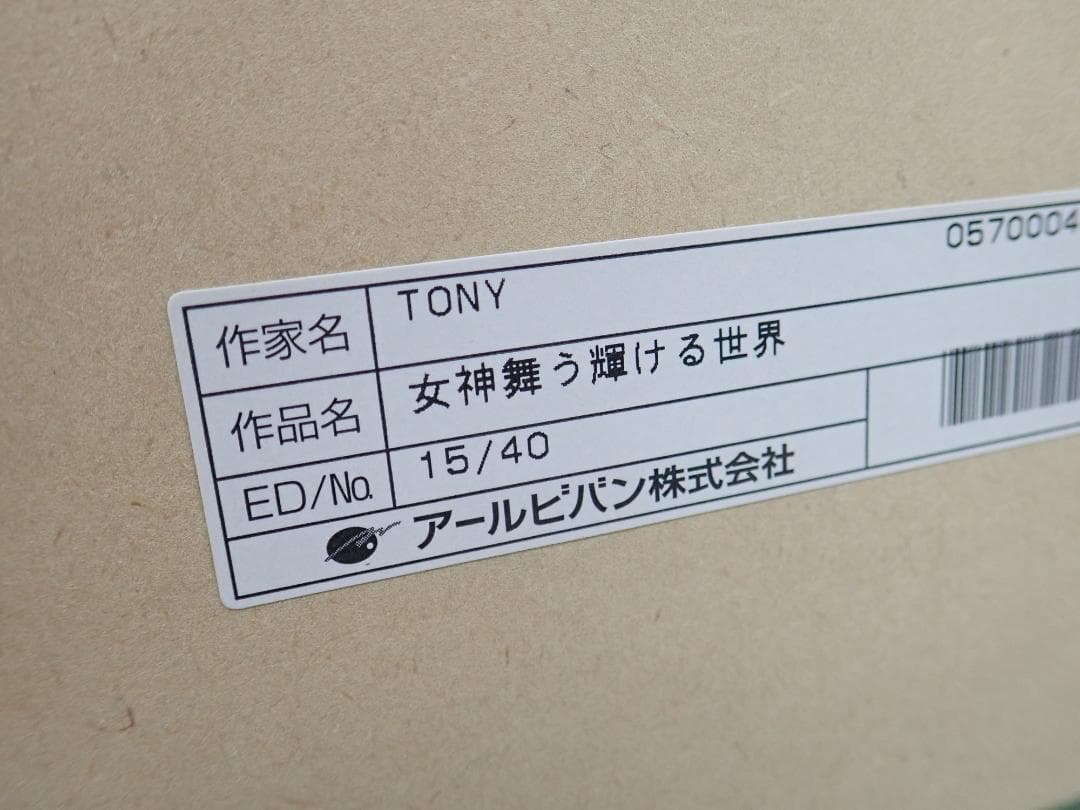 0570004
作家名 TONY
作品名 女神舞う輝ける世界
ED/No. 15/40
アールビバン株式会社